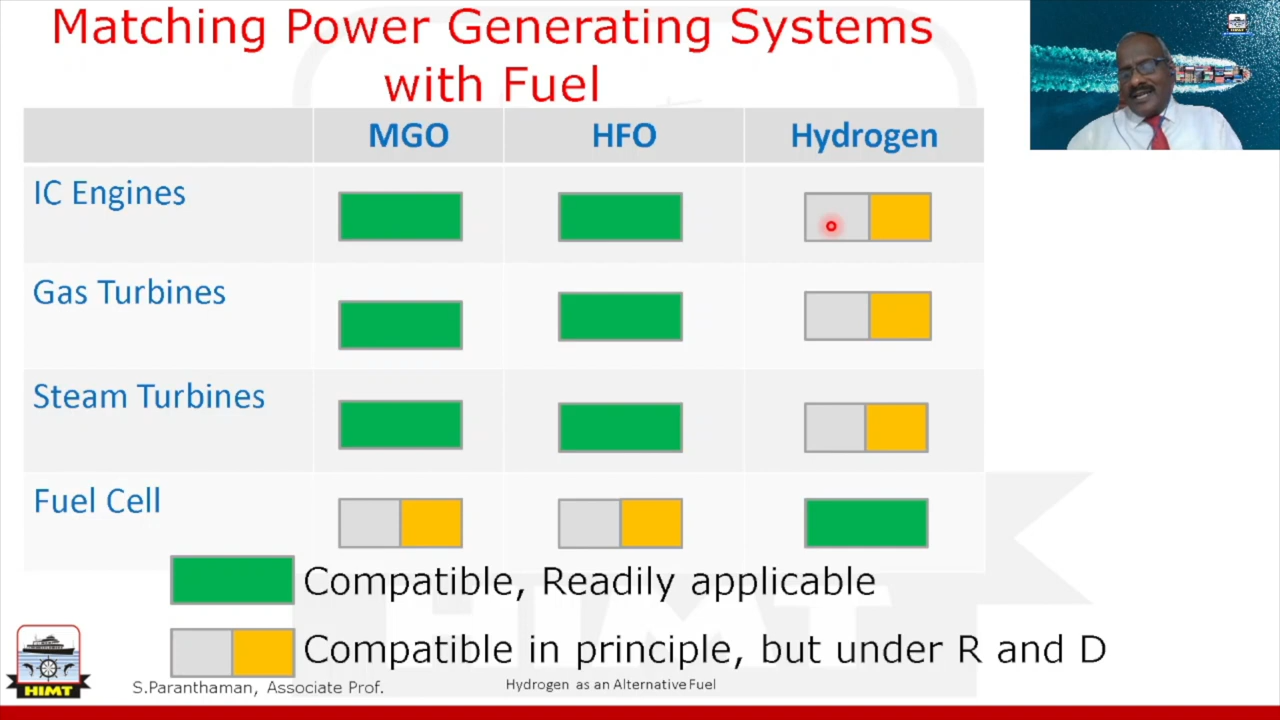 Matching Power Generating Systems
with Fuel
MGO HFO Hydrogen
IC Engines
Gas Turbines
Steam Turbines
Fuel Cell
Compatible, Readily applicable
Compatible in principle, but under R and D
HIMT
S.Paranthaman, Associate Prof.
Hydrogen as an Alternative Fuel
HIMT